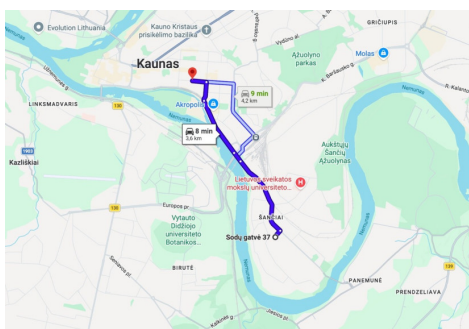 Evolution Lithuania
Kauno Kristaus
prisikėlimo bazilika
Kaunas
GRIČIUPIS
Vydūno al.
Ąžuolyno
parkas
Molas
K. Baršausko g.
R. Kalantos
LINKSMADVARIS
Nemunas
Akropolis
9 min
4,2 km
8 min
3,6 km
Kazliškiai
130
Aukštųjų
Šančių
Ąžuolynas
Lietuvos sveikatos
mokslų universiteto...
Nemunas
Europos pr.
ŠANČIAI
Vytauto
Didžiojo
universiteto
Botanikos...
Sodų gatvė 37
130
BIRUTĖ
PANEMUNĖ
PRENDZELIAVA